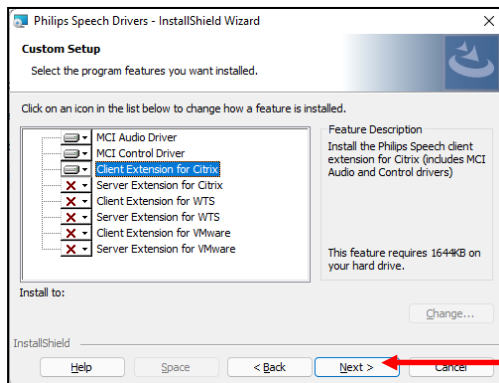 Philips Speech Drivers - InstallShield Wizard
Custom Setup
Select the program features you want installed.
Click on an icon in the list below to change how a feature is installed.
MCI Audio Driver
MCI Control Driver
Client Extension for Citrix
Server Extension for Citrix
Client Extension for WTS
Server Extension for WTS
Client Extension for VMware
Server Extension for VMware
Feature Description
Install the Philips Speech client
extension for Citrix (includes MCI
Audio and Control drivers)
This feature requires 1644KB on
your hard drive.
Install to:
Change...
InstallShield
Help
Space
< Back
Next >
Cancel